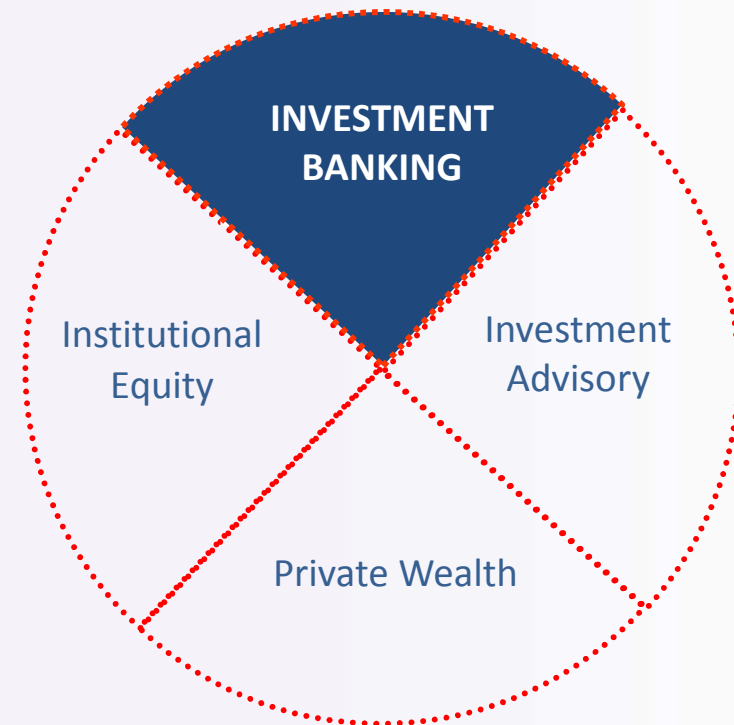 INVESTMENT
BANKING
Institutional
Equity
Investment
Advisory
Private Wealth